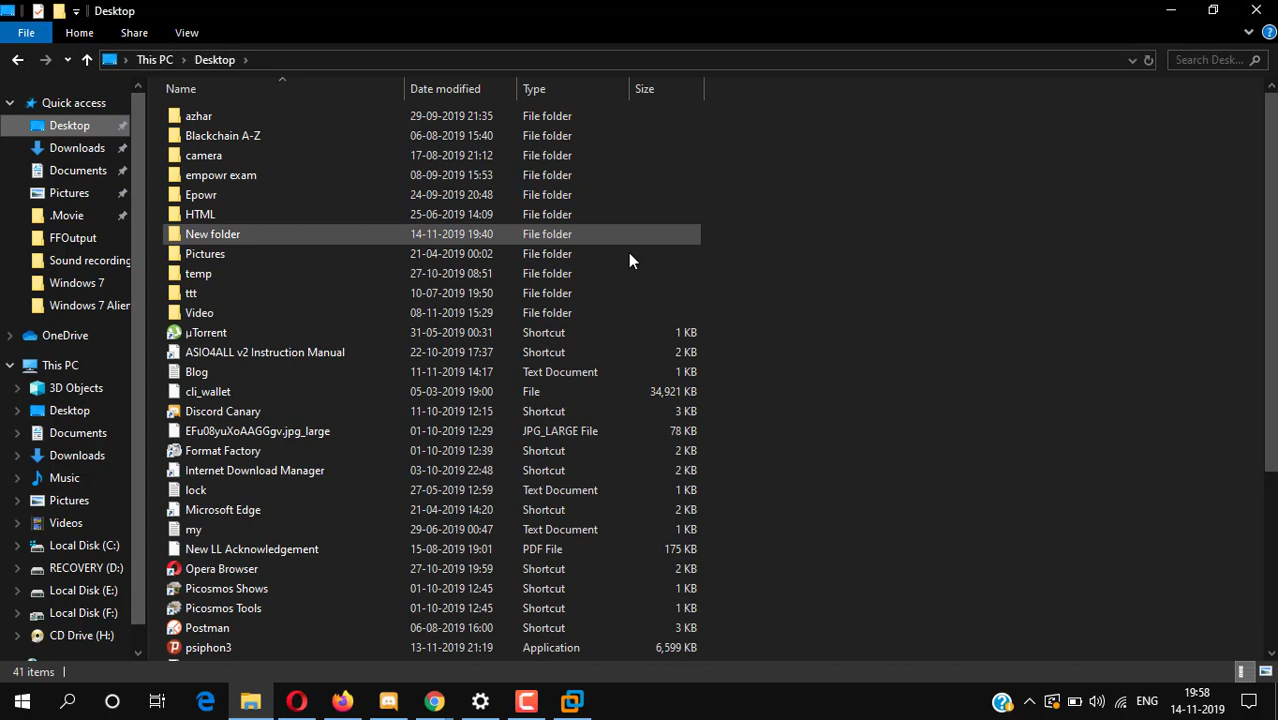 Desktop
File Home Share View
This PC Desktop Search Desk...
Name Date modified Type Size
Quick access
Desktop
Downloads
Documents
Pictures
.Movie
FFOutput
Sound recording
Windows 7
Windows 7 Alien
OneDrive
This PC
3D Objects
Desktop
Documents
Downloads
Music
Pictures
Videos
Local Disk (C:)
RECOVERY (D:)
Local Disk (E:)
Local Disk (F:)
CD Drive (H:)
azhar 29-09-2019 21:35 File folder
Blockchain A-Z 06-08-2019 15:40 File folder
camera 17-08-2019 21:12 File folder
empowr exam 08-09-2019 15:53 File folder
Epowr 24-09-2019 20:48 File folder
HTML 25-06-2019 14:09 File folder
New folder 14-11-2019 19:40 File folder
Pictures 21-04-2019 00:02 File folder
temp 27-10-2019 08:51 File folder
ttt 10-07-2019 19:50 File folder
Video 08-11-2019 15:29 File folder
µTorrent 31-05-2019 00:31 Shortcut 1 KB
ASIO4ALL v2 Instruction Manual 22-10-2019 17:37 Shortcut 2 KB
Blog 11-11-2019 14:17 Text Document 1 KB
cli_wallet 05-03-2019 19:00 File 34,921 KB
Discord Canary 11-10-2019 12:15 Shortcut 3 KB
EFu08yuXoAAGGgv.jpg_large 01-10-2019 12:29 JPG_LARGE File 78 KB
Format Factory 01-10-2019 12:39 Shortcut 2 KB
Internet Download Manager 03-10-2019 22:48 Shortcut 2 KB
lock 27-05-2019 12:59 Text Document 1 KB
Microsoft Edge 21-04-2019 14:20 Shortcut 2 KB
my 29-06-2019 00:47 Text Document 1 KB
New LL Acknowledgement 15-08-2019 19:01 PDF File 175 KB
Opera Browser 27-10-2019 19:59 Shortcut 2 KB
Picosmos Shows 01-10-2019 12:45 Shortcut 2 KB
Picosmos Tools 01-10-2019 12:45 Shortcut 2 KB
Postman 06-08-2019 16:00 Shortcut 3 KB
psiphon3 13-11-2019 21:19 Application 6,599 KB
41 items
ENG
19:58
14-11-2019